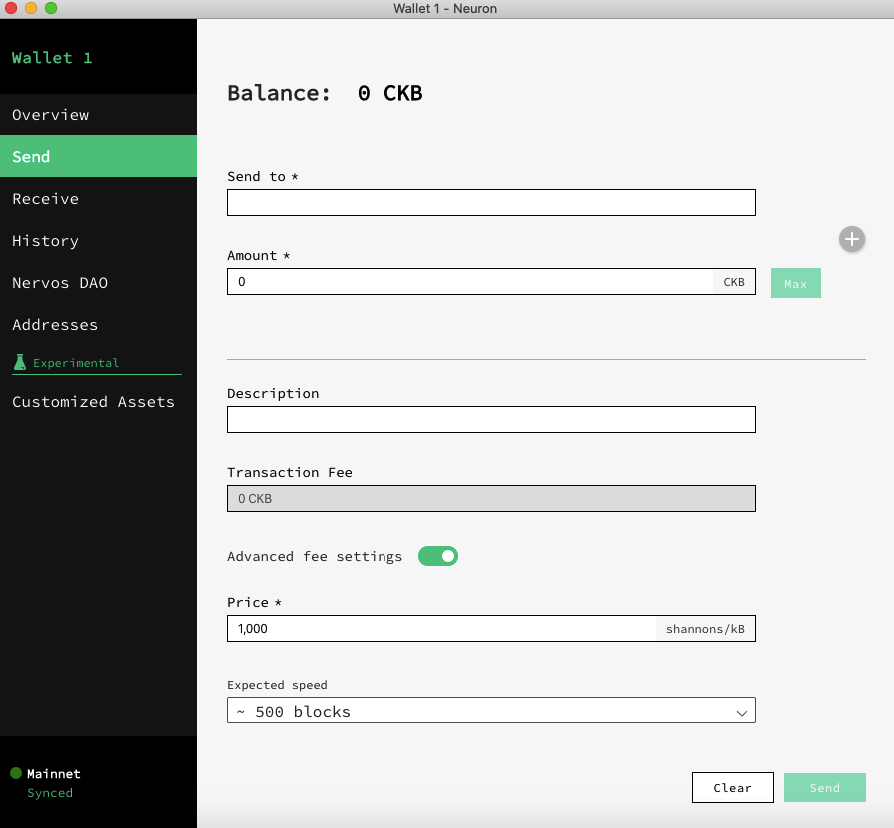 Wallet 1 - Neuron
Wallet 1
Overview
Send
Receive
History
Nervos DAO
Addresses
Experimental
Customized Assets
Mainnet
Synced
Balance: 0 CKB
Send to *
Amount *
0 CKB
Max
Description
Transaction Fee
0 CKB
Advanced fee settings
Price *
1,000 shannons/kB
Expected speed
~ 500 blocks
Clear Send